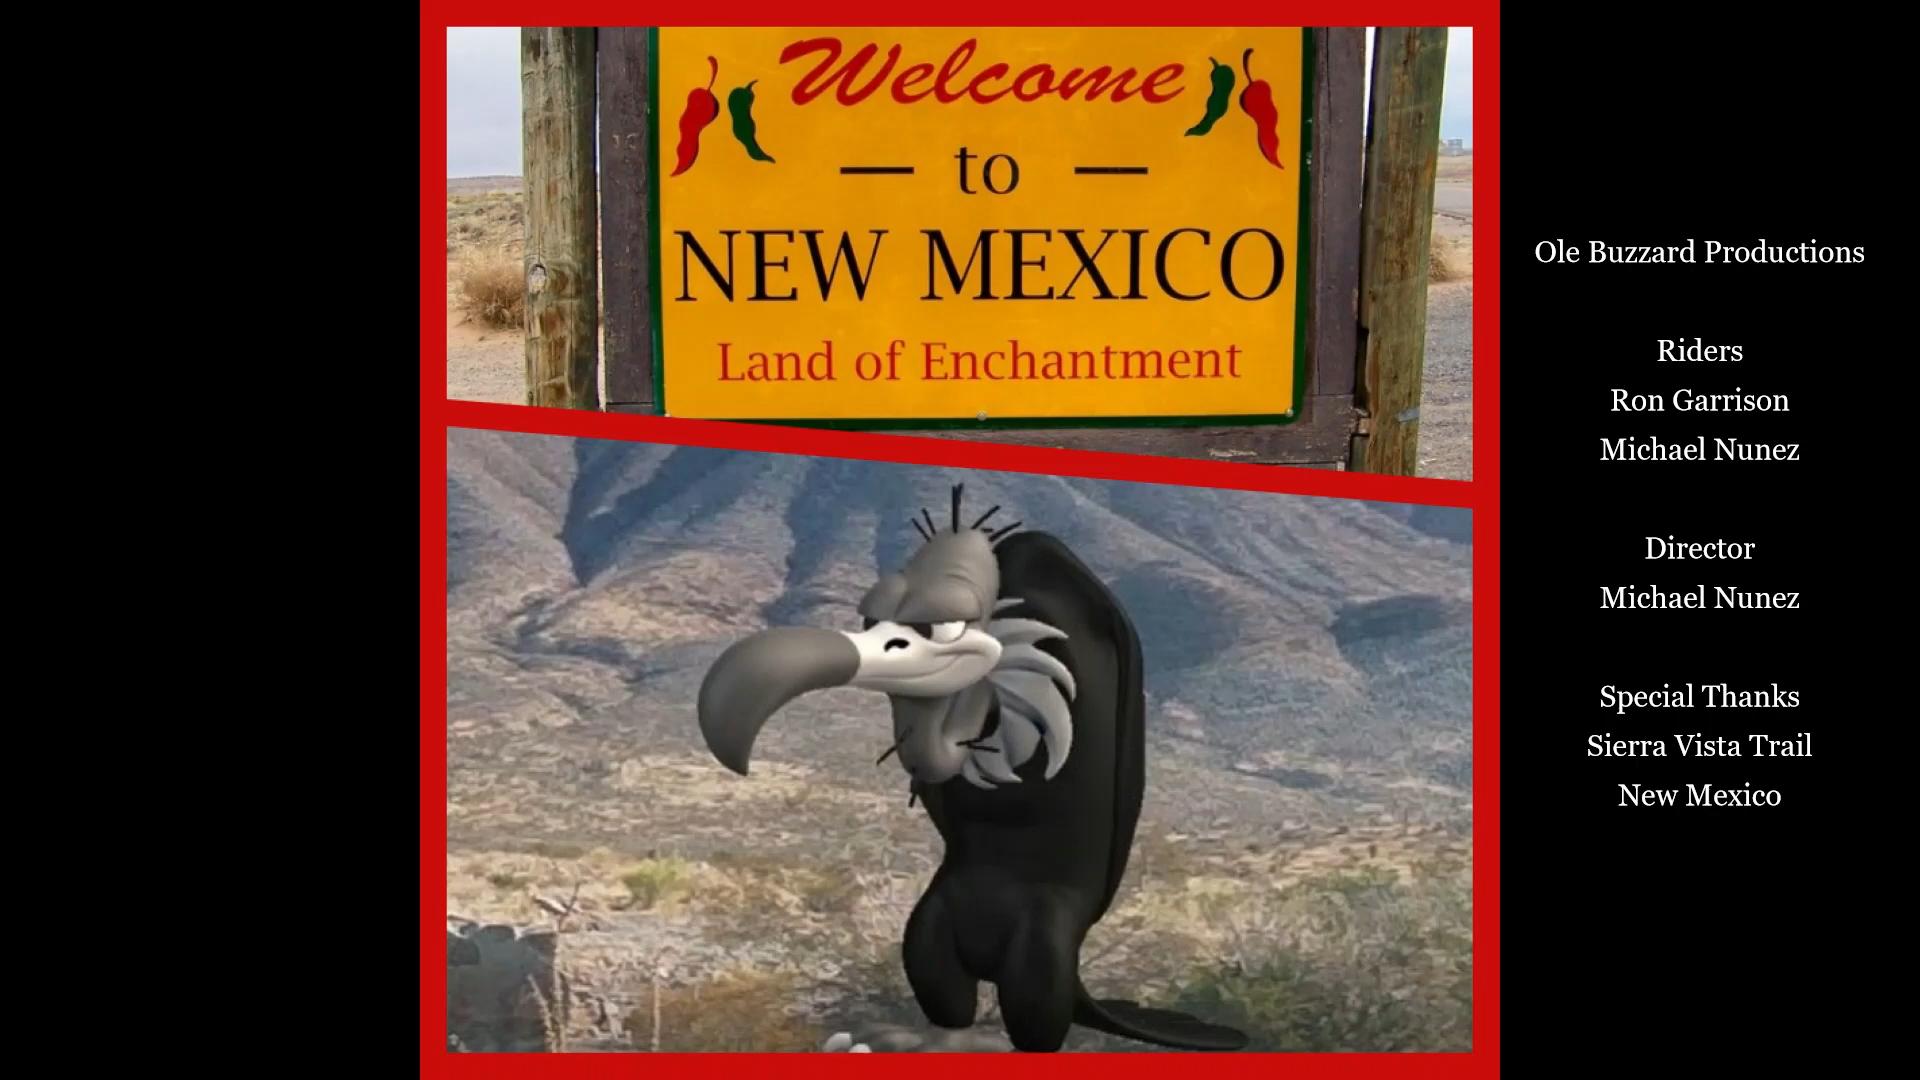 Welcome
to
NEW MEXICO
Land of Enchantment
Ole Buzzard Productions
Riders
Ron Garrison
Michael Nunez
Director
Michael Nunez
Special Thanks
Sierra Vista Trail
New Mexico